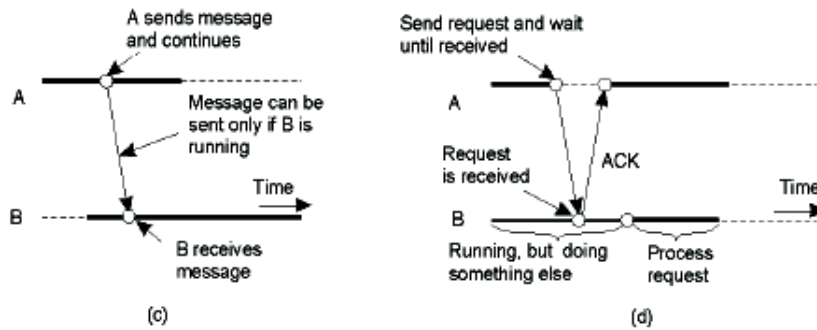 A sends message
and continues
A
Message can be
sent only if B is
running
Time
B
B receives
message
(c)
Send request and wait
until received
A
Request
is received
ACK
Time
B
Running, but doing
something else
Process
request
(d)